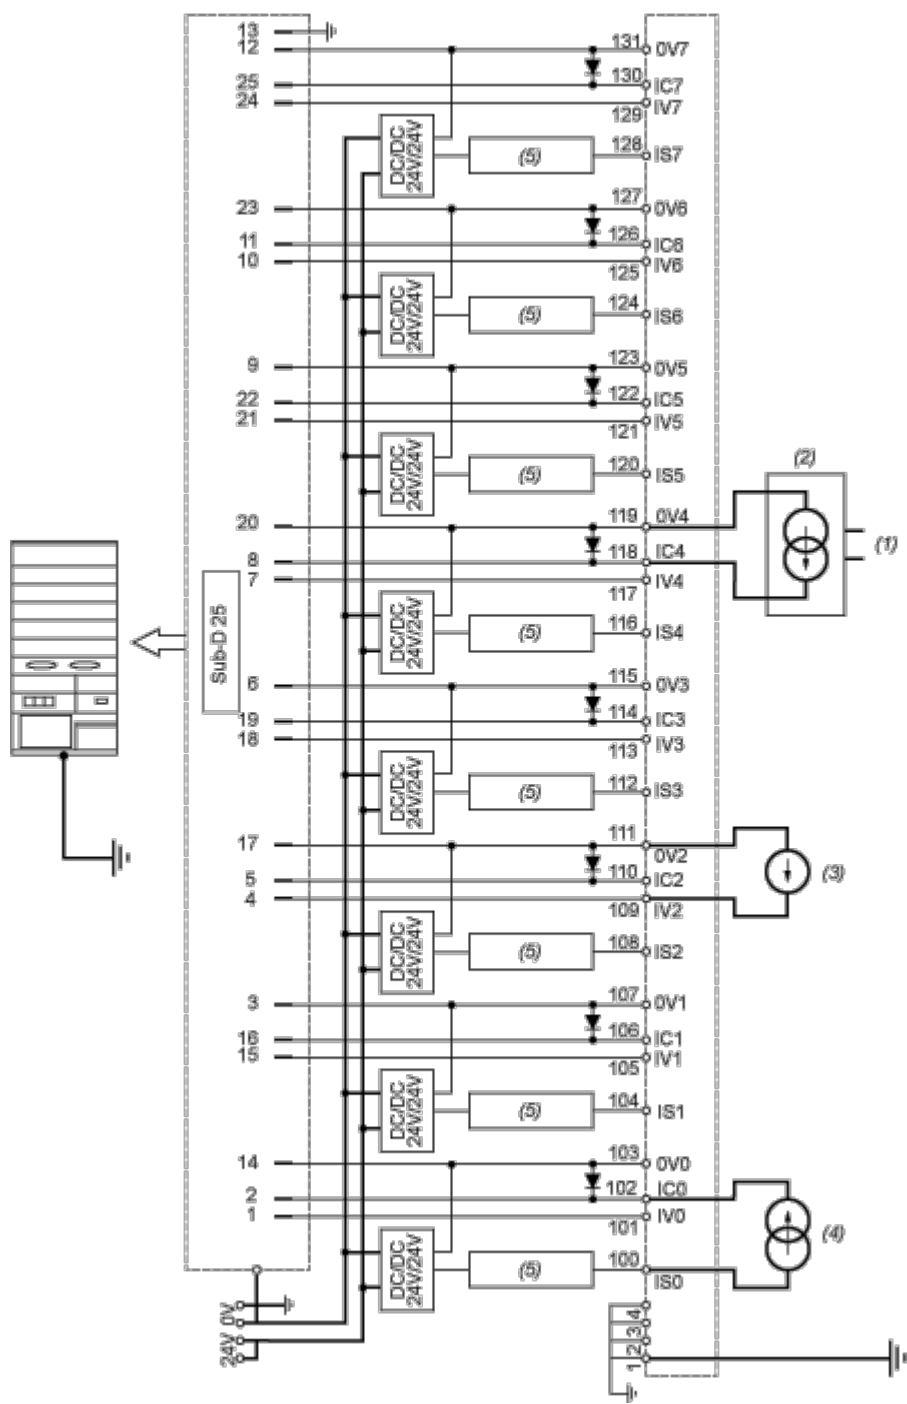 13
12 131 0V7
25 130 IC7
24 IV7
129
DC/DC 24V/24V (5) 128 IS7
23 127 0V6
11 126 IC6
10 IV6
125
DC/DC 24V/24V (5) 124 IS6
9 123 0V5
22 122 IC5
21 IV5
121
DC/DC 24V/24V (5) 120 IS5
(2)
20 119 0V4
(1)
8 118 IC4
7 IV4
117
Sub-D 25
DC/DC 24V/24V (5) 116 IS4
6 115 0V3
19 114 IC3
18 IV3
113
DC/DC 24V/24V (5) 112 IS3
17 111 0V2
(3)
5 110 IC2
4 109 IV2
DC/DC 24V/24V (5) 108 IS2
3 107 0V1
16 106 IC1
15 IV1
105
DC/DC 24V/24V (5) 104 IS1
14 103 0V0
2 102 IC0
1 IV0
101
(4)
DC/DC 24V/24V (5) 100 IS0
0V
24V
4
3
2
1